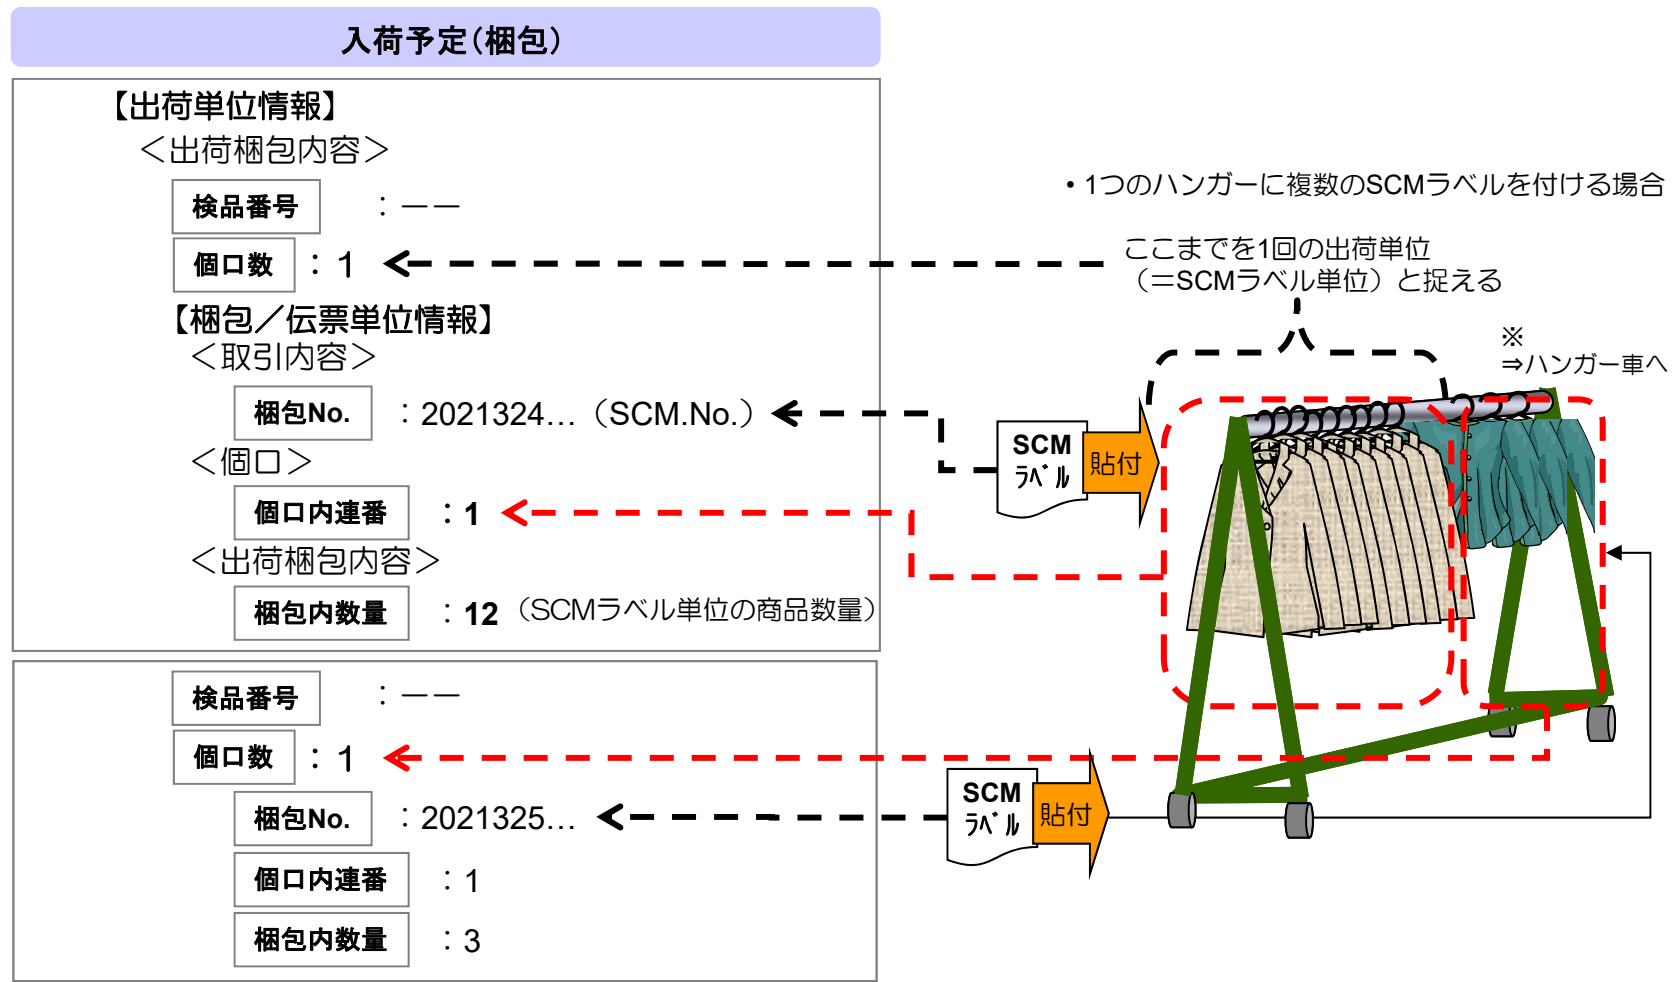 入荷予定(梱包)
【出荷単位情報】
＜出荷梱包内容＞
検品番号 ：－－
個口数 ：1
【梱包／伝票単位情報】
＜取引内容＞
梱包No. ：2021324…（SCM.No.）
＜個口＞
個口内連番 ：1
＜出荷梱包内容＞
梱包内数量 ：12（SCMラベル単位の商品数量）
検品番号 ：－－
個口数 ：1
梱包No. ：2021325…
個口内連番 ：1
梱包内数量 ：3
・1つのハンガーに複数のSCMラベルを付ける場合
ここまでを1回の出荷単位
（＝SCMラベル単位）と捉える
※
⇒ハンガー車へ
SCM
ﾗﾍﾞﾙ
貼付
SCM
ﾗﾍﾞﾙ
貼付